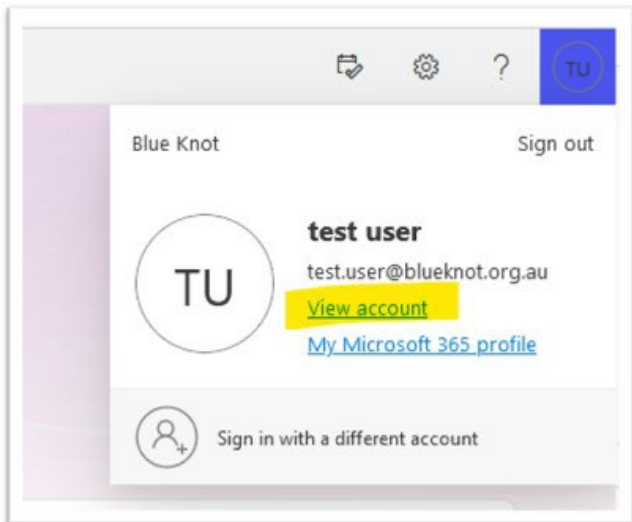 ? TU
Blue Knot Sign out
TU
test user
test.user@blueknot.org.au
View account
My Microsoft 365 profile
Sign in with a different account